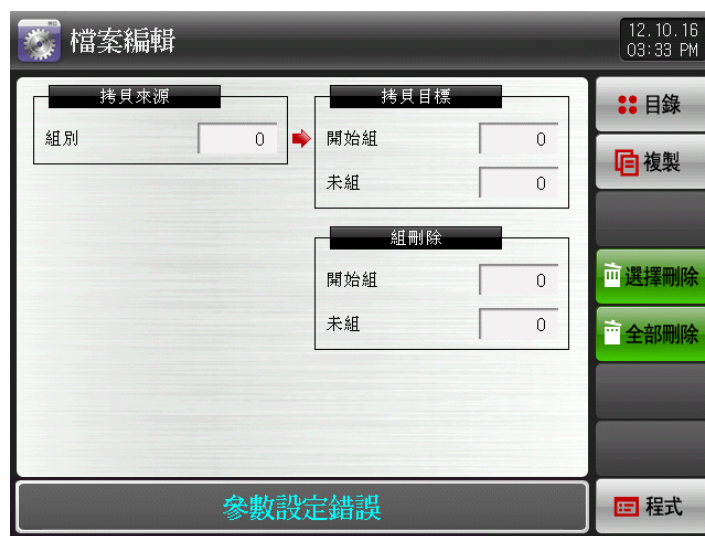 檔案編輯
12.10.16
03:33 PM
拷貝來源
組別 0
拷貝目標
開始組 0
未組 0
組刪除
開始組 0
未組 0
目錄
複製
選擇刪除
全部刪除
程式
參數設定錯誤